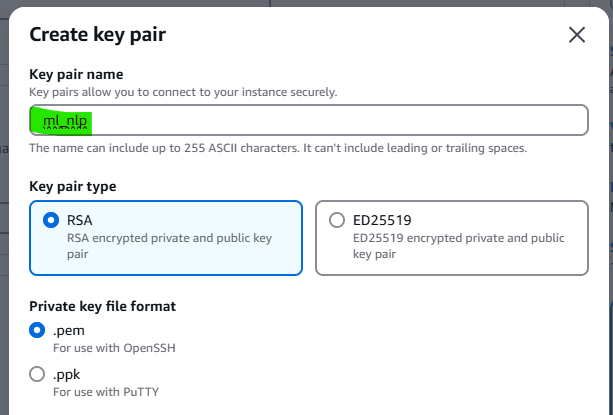 Create key pair
Key pair name
Key pairs allow you to connect to your instance securely.
ml_nlp
The name can include up to 255 ASCII characters. It can't include leading or trailing spaces.
Key pair type
RSA
RSA encrypted private and public key
pair
ED25519
ED25519 encrypted private and public
key pair
Private key file format
.pem
For use with OpenSSH
.ppk
For use with PuTTY